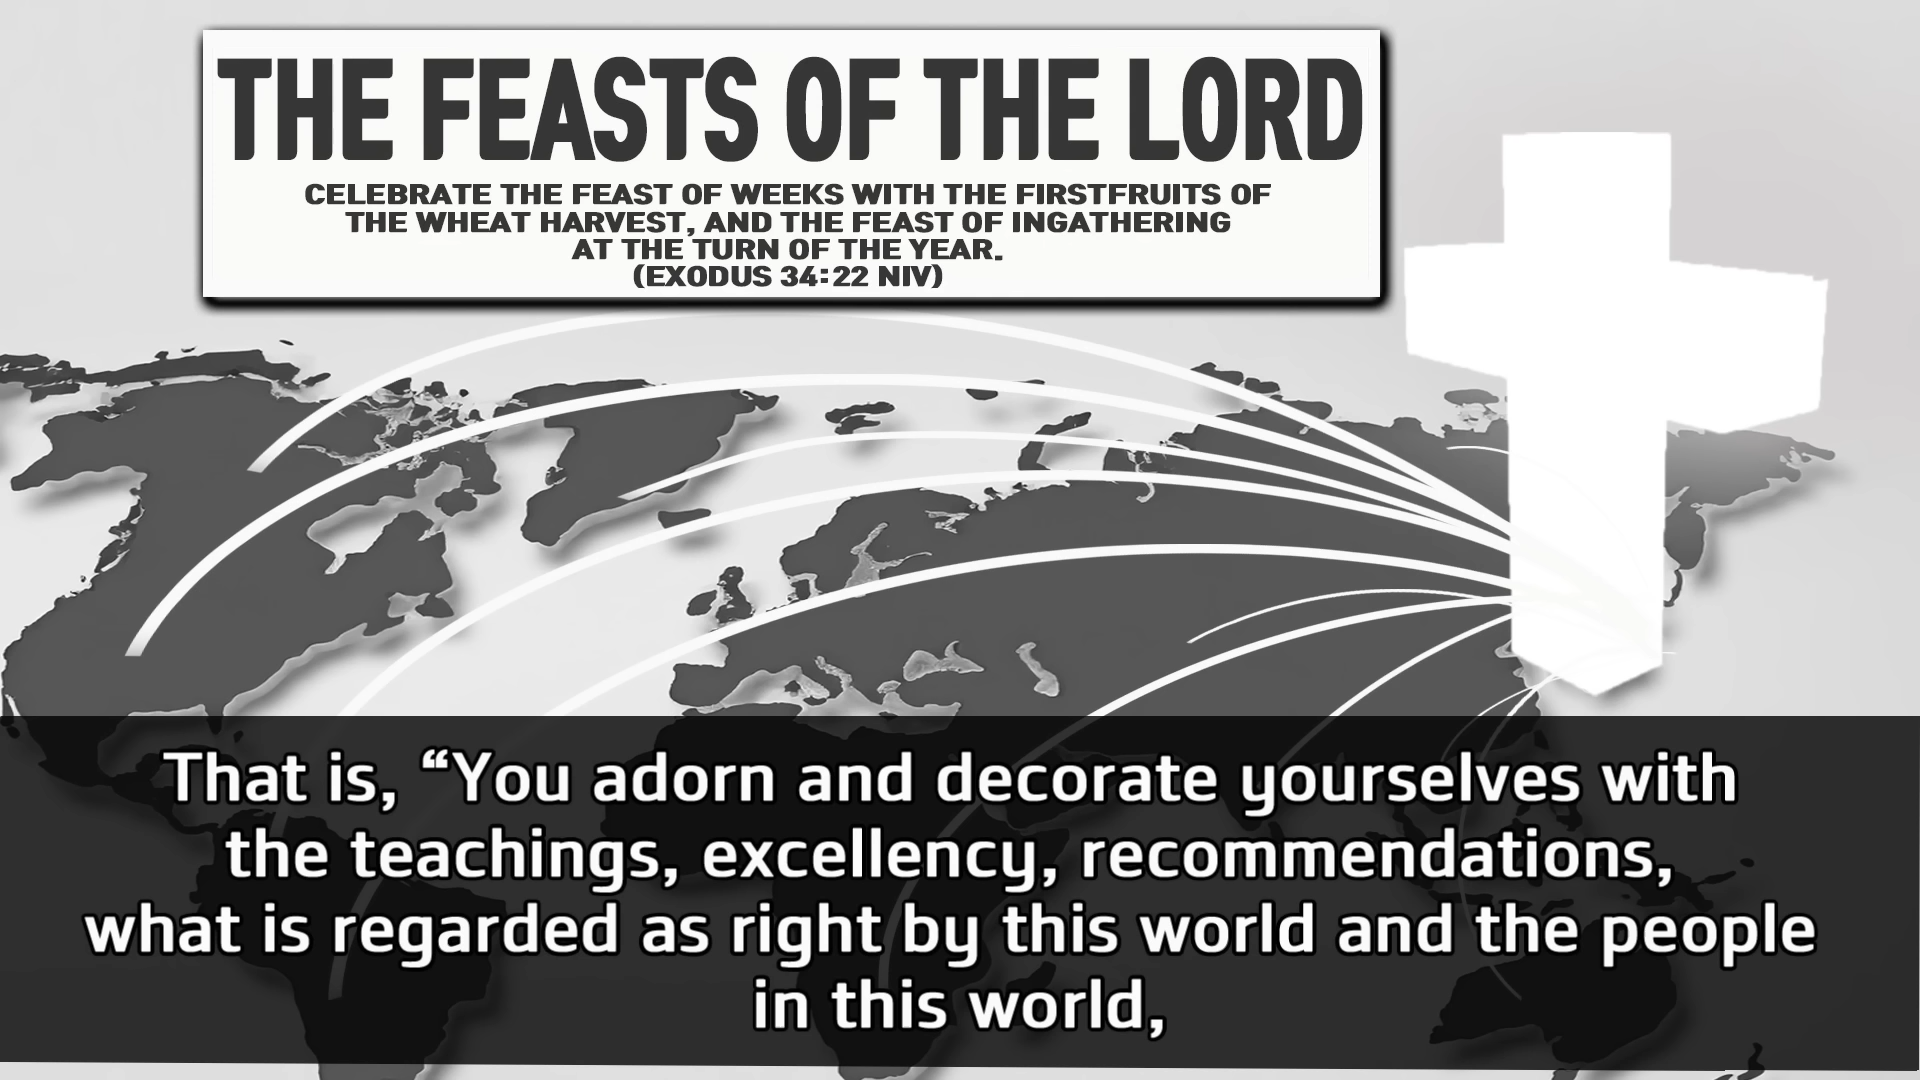 THE FEASTS OF THE LORD
CELEBRATE THE FEAST OF WEEKS WITH THE FIRSTFRUITS OF
THE WHEAT HARVEST, AND THE FEAST OF INGATHERING
AT THE TURN OF THE YEAR.
(EXODUS 34:22 NIV)
That is, “You adorn and decorate yourselves with
the teachings, excellency, recommendations,
what is regarded as right by this world and the people
in this world,